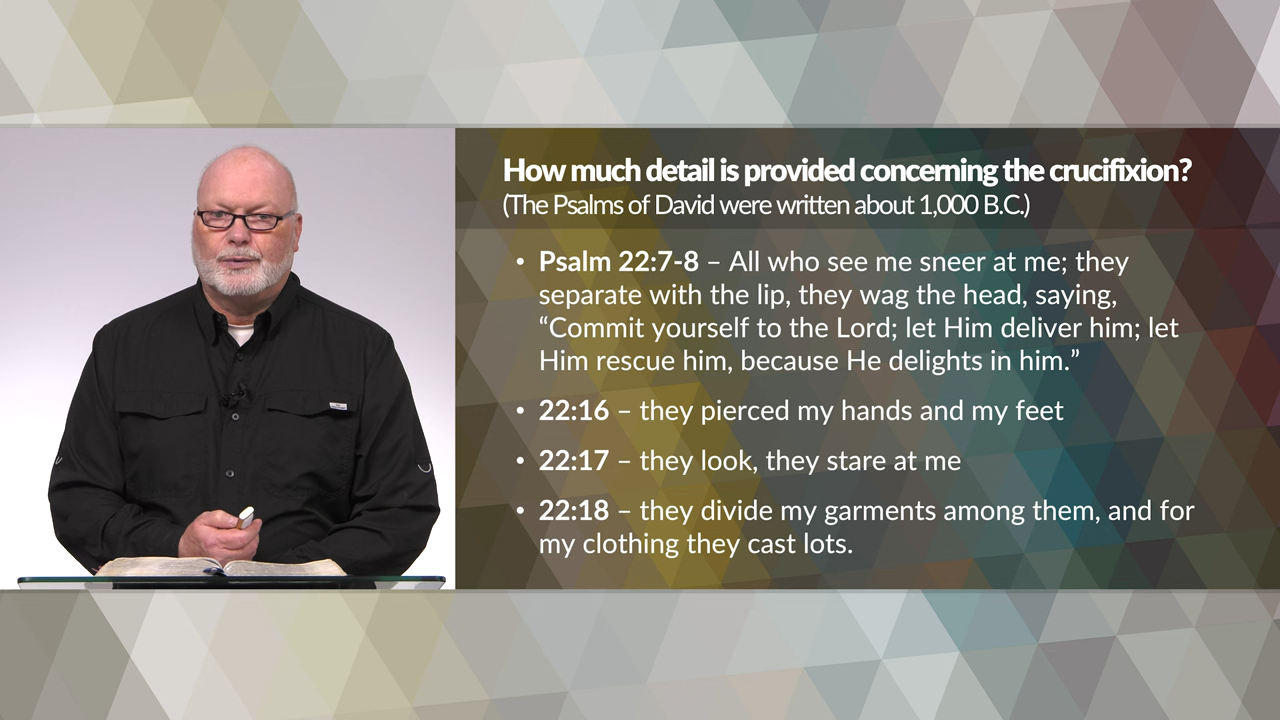 How much detail is provided concerning the crucifixion?
(The Psalms of David were written about 1,000 B.C.)
• Psalm 22:7-8 – All who see me sneer at me; they
separate with the lip, they wag the head, saying,
“Commit yourself to the Lord; let Him deliver him; let
Him rescue him, because He delights in him.”
• 22:16 – they pierced my hands and my feet
• 22:17 – they look, they stare at me
• 22:18 – they divide my garments among them, and for
my clothing they cast lots.